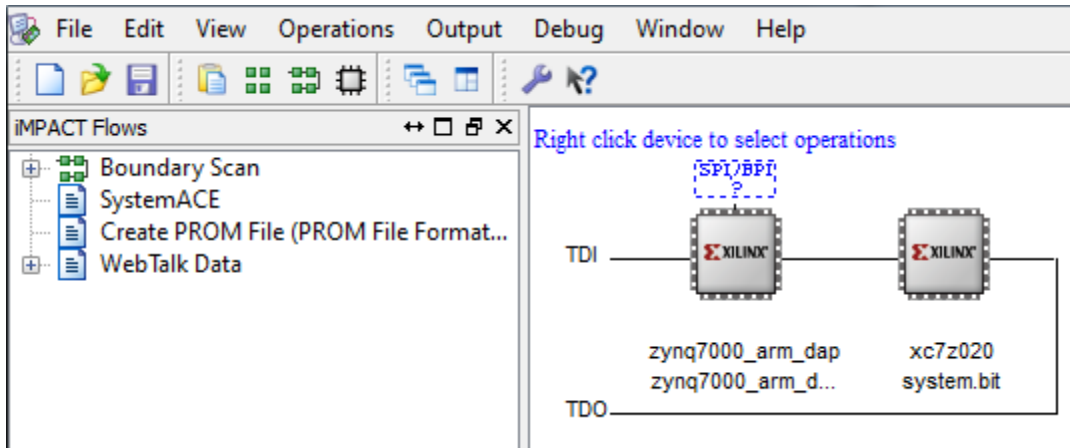 File Edit View Operations Output Debug Window Help
iMPACT Flows
Boundary Scan
SystemACE
Create PROM File (PROM File Format...
WebTalk Data
Right click device to select operations
SPI/BPI
?
TDI
XILINX
XILINX
zynq7000_arm_dap
zynq7000_arm_d...
xc7z020
system.bit
TDO